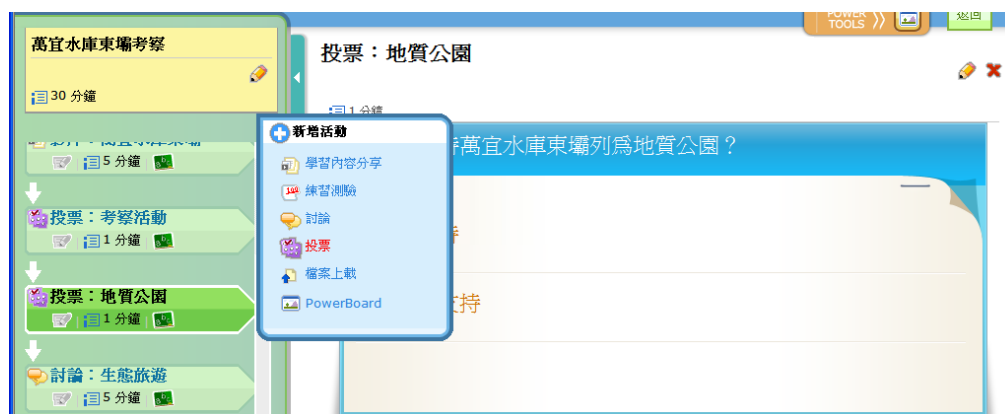 POWER TOOLS
返回
萬宜水庫東壩考察
30 分鐘
投票：地質公園
1 分鐘
5 分鐘
投票：考察活動
1 分鐘
投票：地質公園
1 分鐘
討論：生態旅遊
5 分鐘
新增活動
學習內容分享
練習測驗
討論
投票
檔案上載
PowerBoard
萬宜水庫東壩列為地質公園？
支持